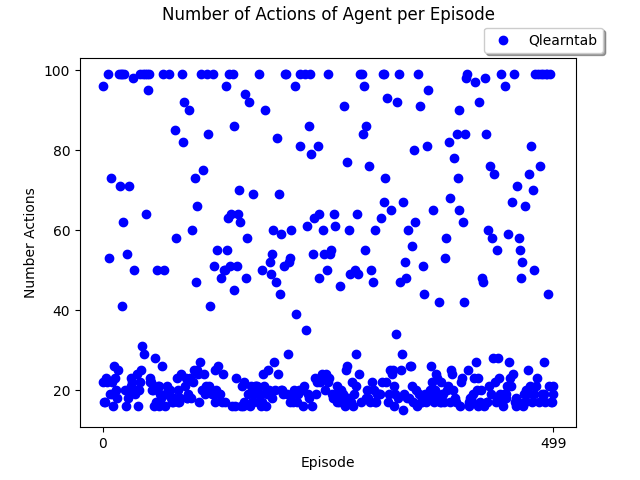 Number of Actions of Agent per Episode
Qlearntab
100
80
60
40
20
Number Actions
0
499
Episode